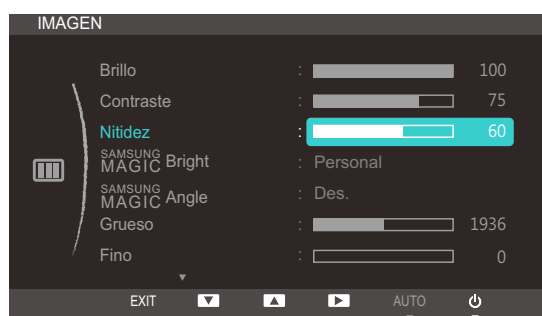 IMAGEN
Brillo : 100
Contraste : 75
Nitidez : 60
SAMSUNG MAGIC Bright : Personal
SAMSUNG MAGIC Angle : Des.
Grueso : 1936
Fino : 0
EXIT AUTO